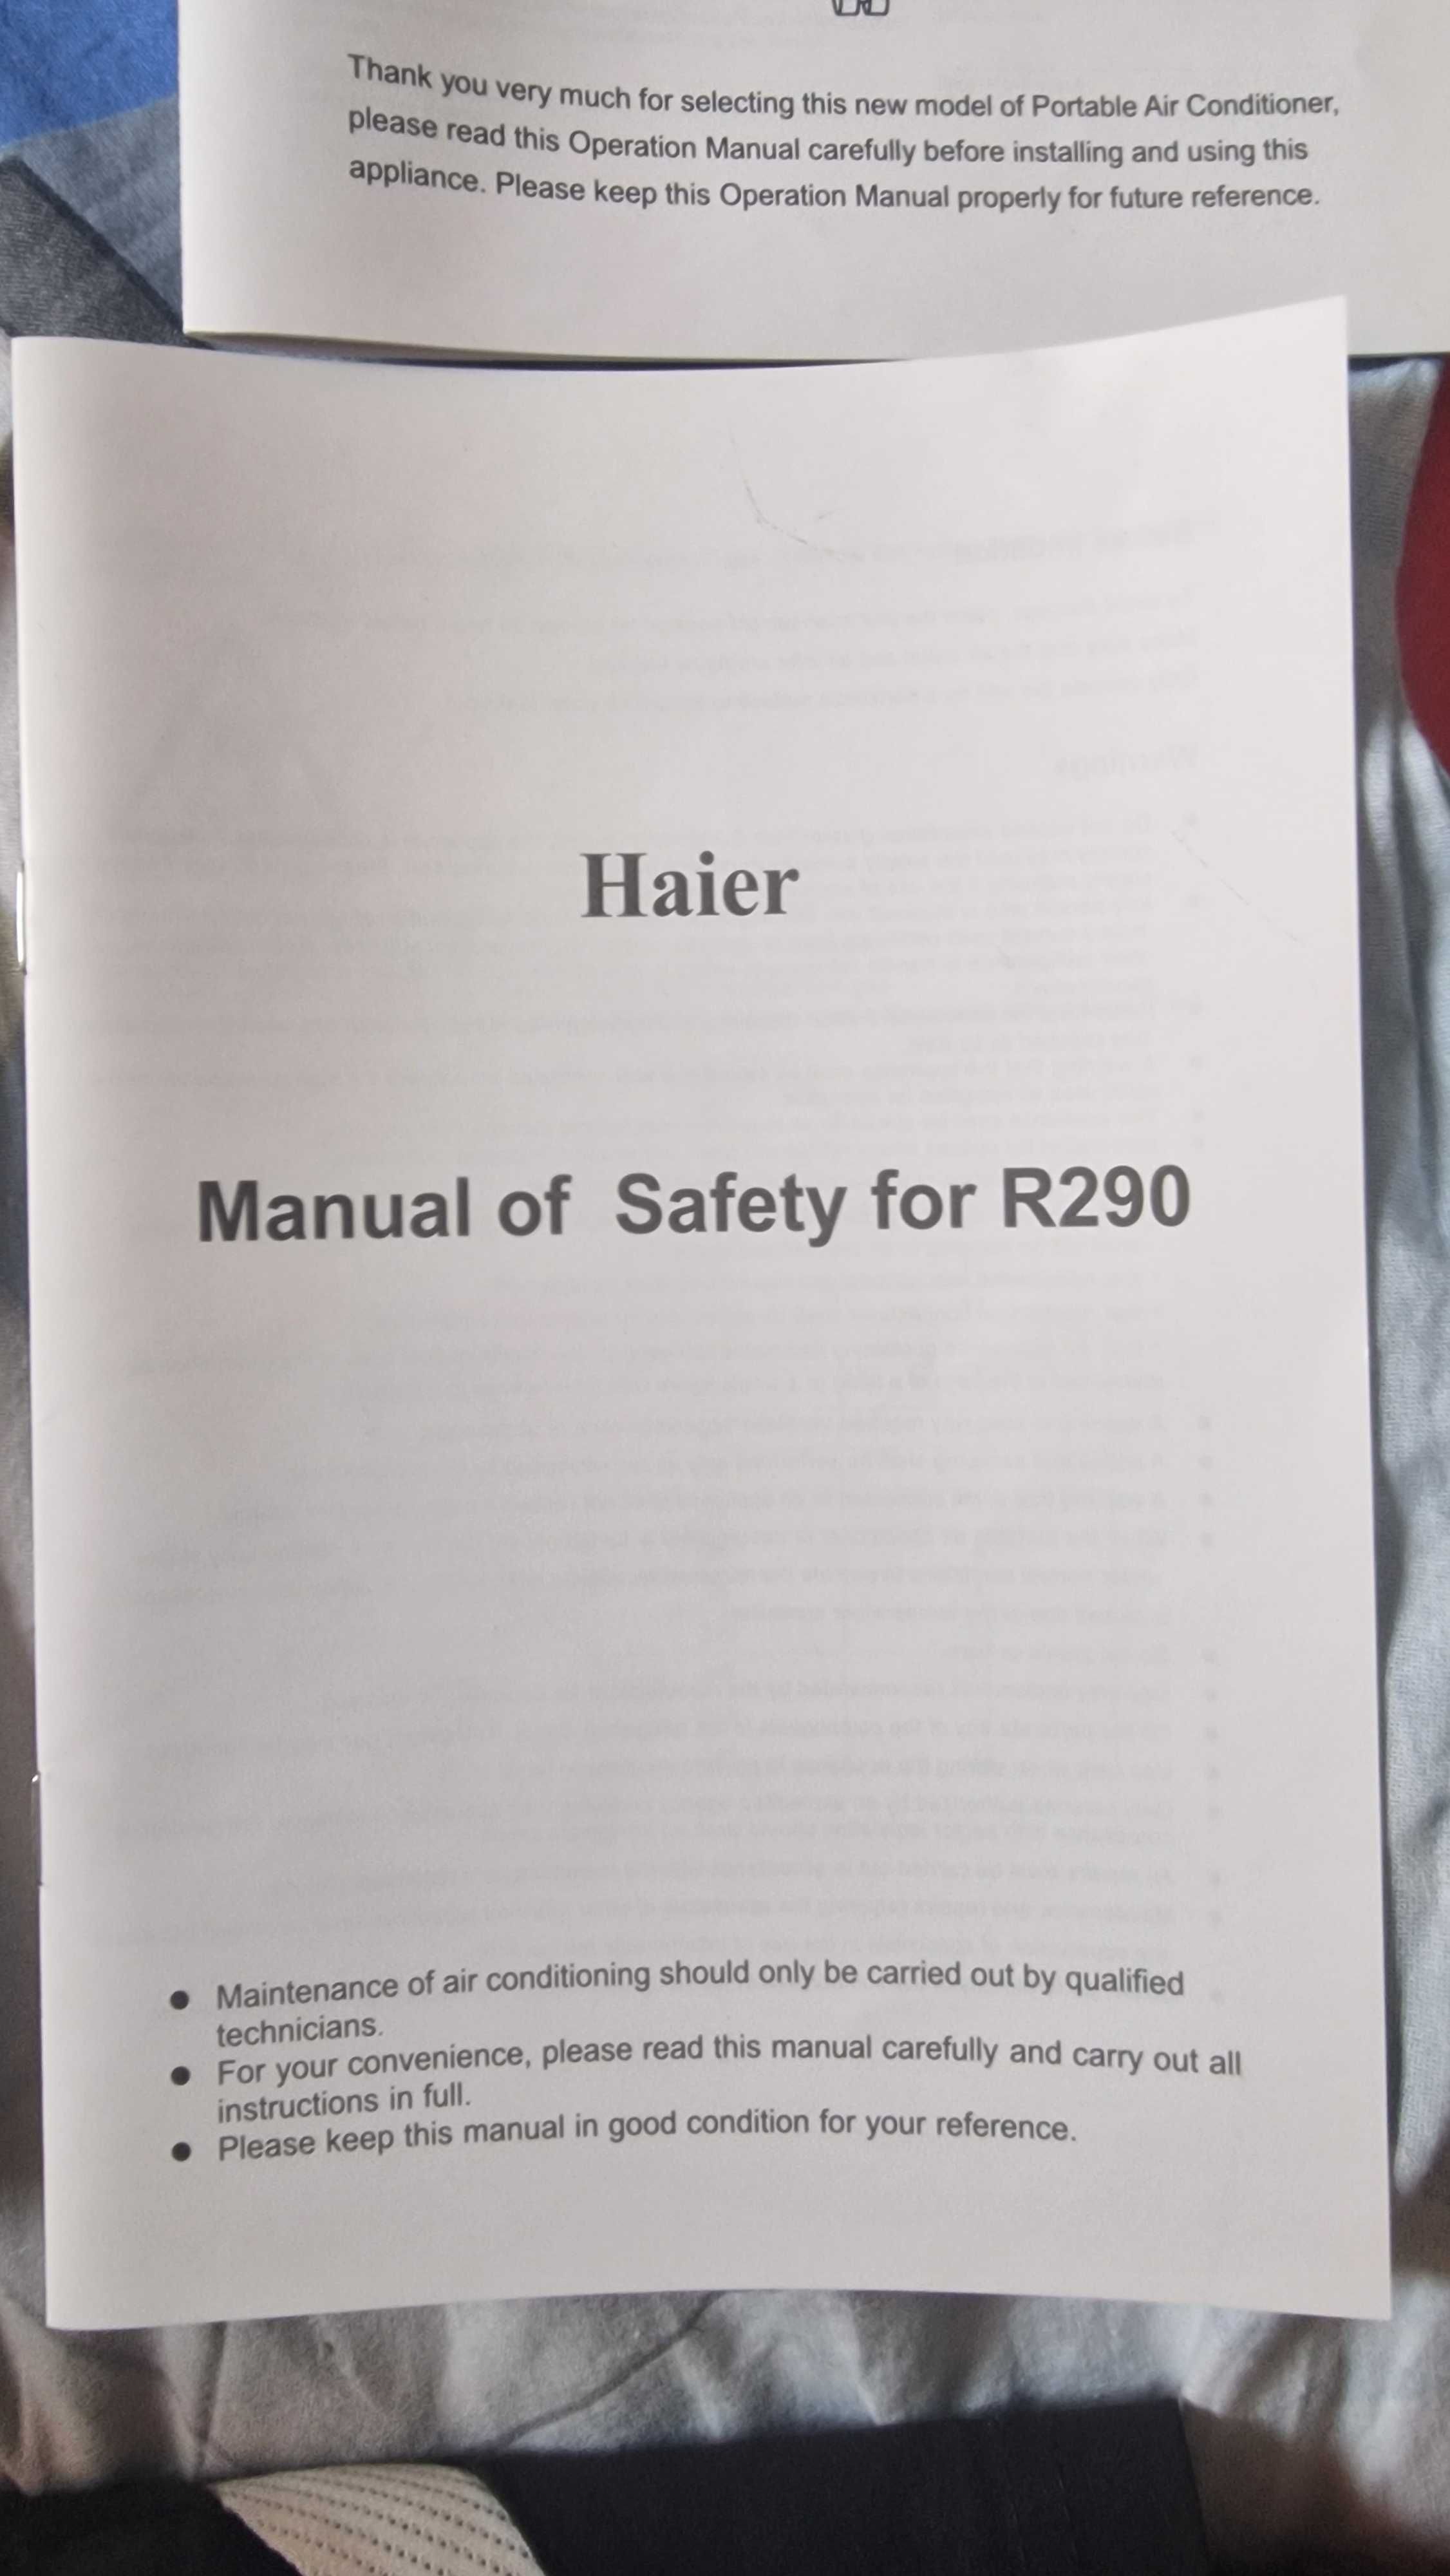 Thank you very much for selecting this new model of Portable Air Conditioner,
please read this Operation Manual carefully before installing and using this
appliance. Please keep this Operation Manual properly for future reference.
Haier
Manual of Safety for R290
● Maintenance of air conditioning should only be carried out by qualified
technicians.
● For your convenience, please read this manual carefully and carry out all
instructions in full.
● Please keep this manual in good condition for your reference.